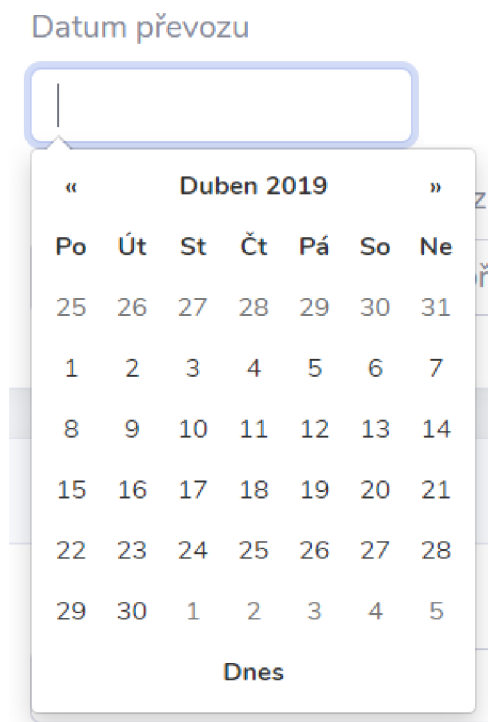 Datum převozu
« Duben 2019 »
Po Út St Čt Pá So Ne
25 26 27 28 29 30 31
1 2 3 4 5 6 7
8 9 10 11 12 13 14
15 16 17 18 19 20 21
22 23 24 25 26 27 28
29 30 1 2 3 4 5
Dnes